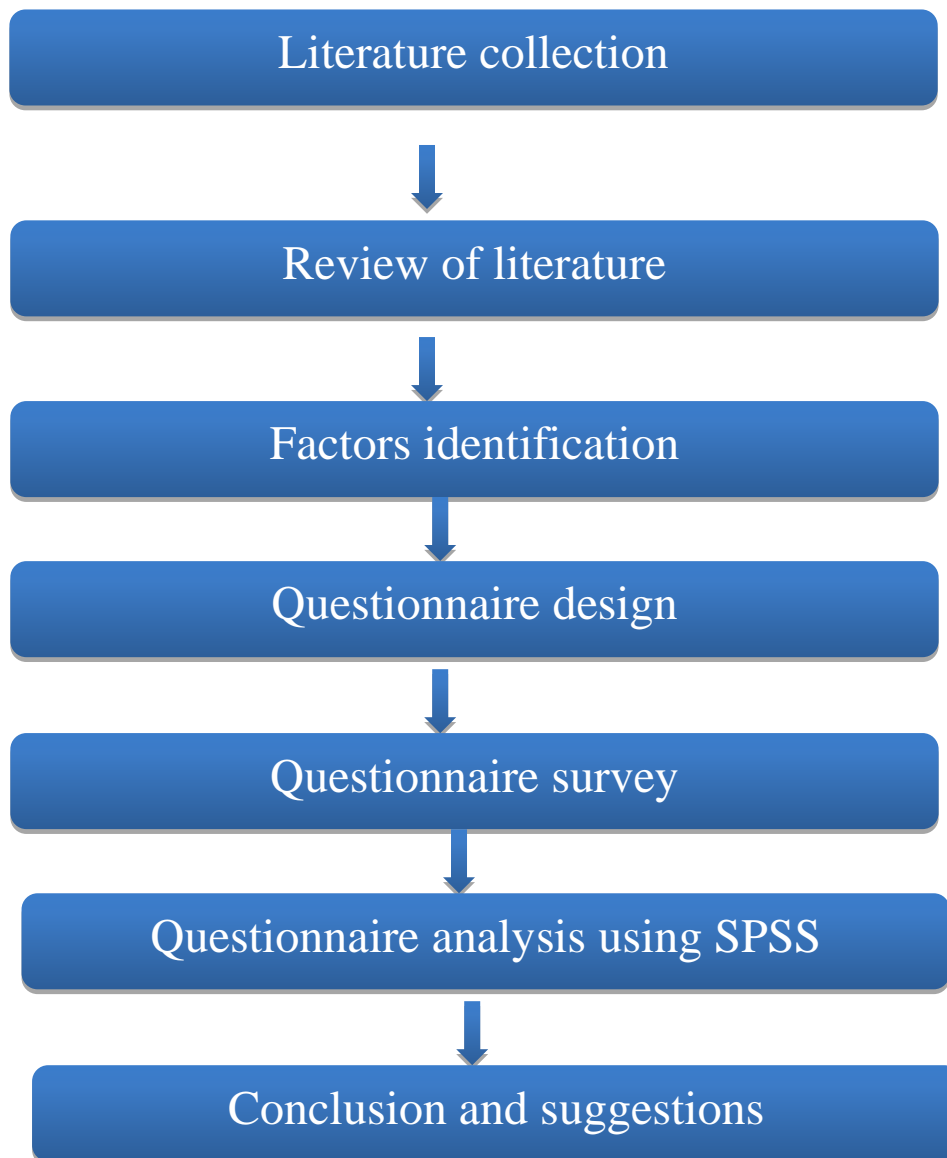 Literature collection
Review of literature
Factors identification
Questionnaire design
Questionnaire survey
Questionnaire analysis using SPSS
Conclusion and suggestions